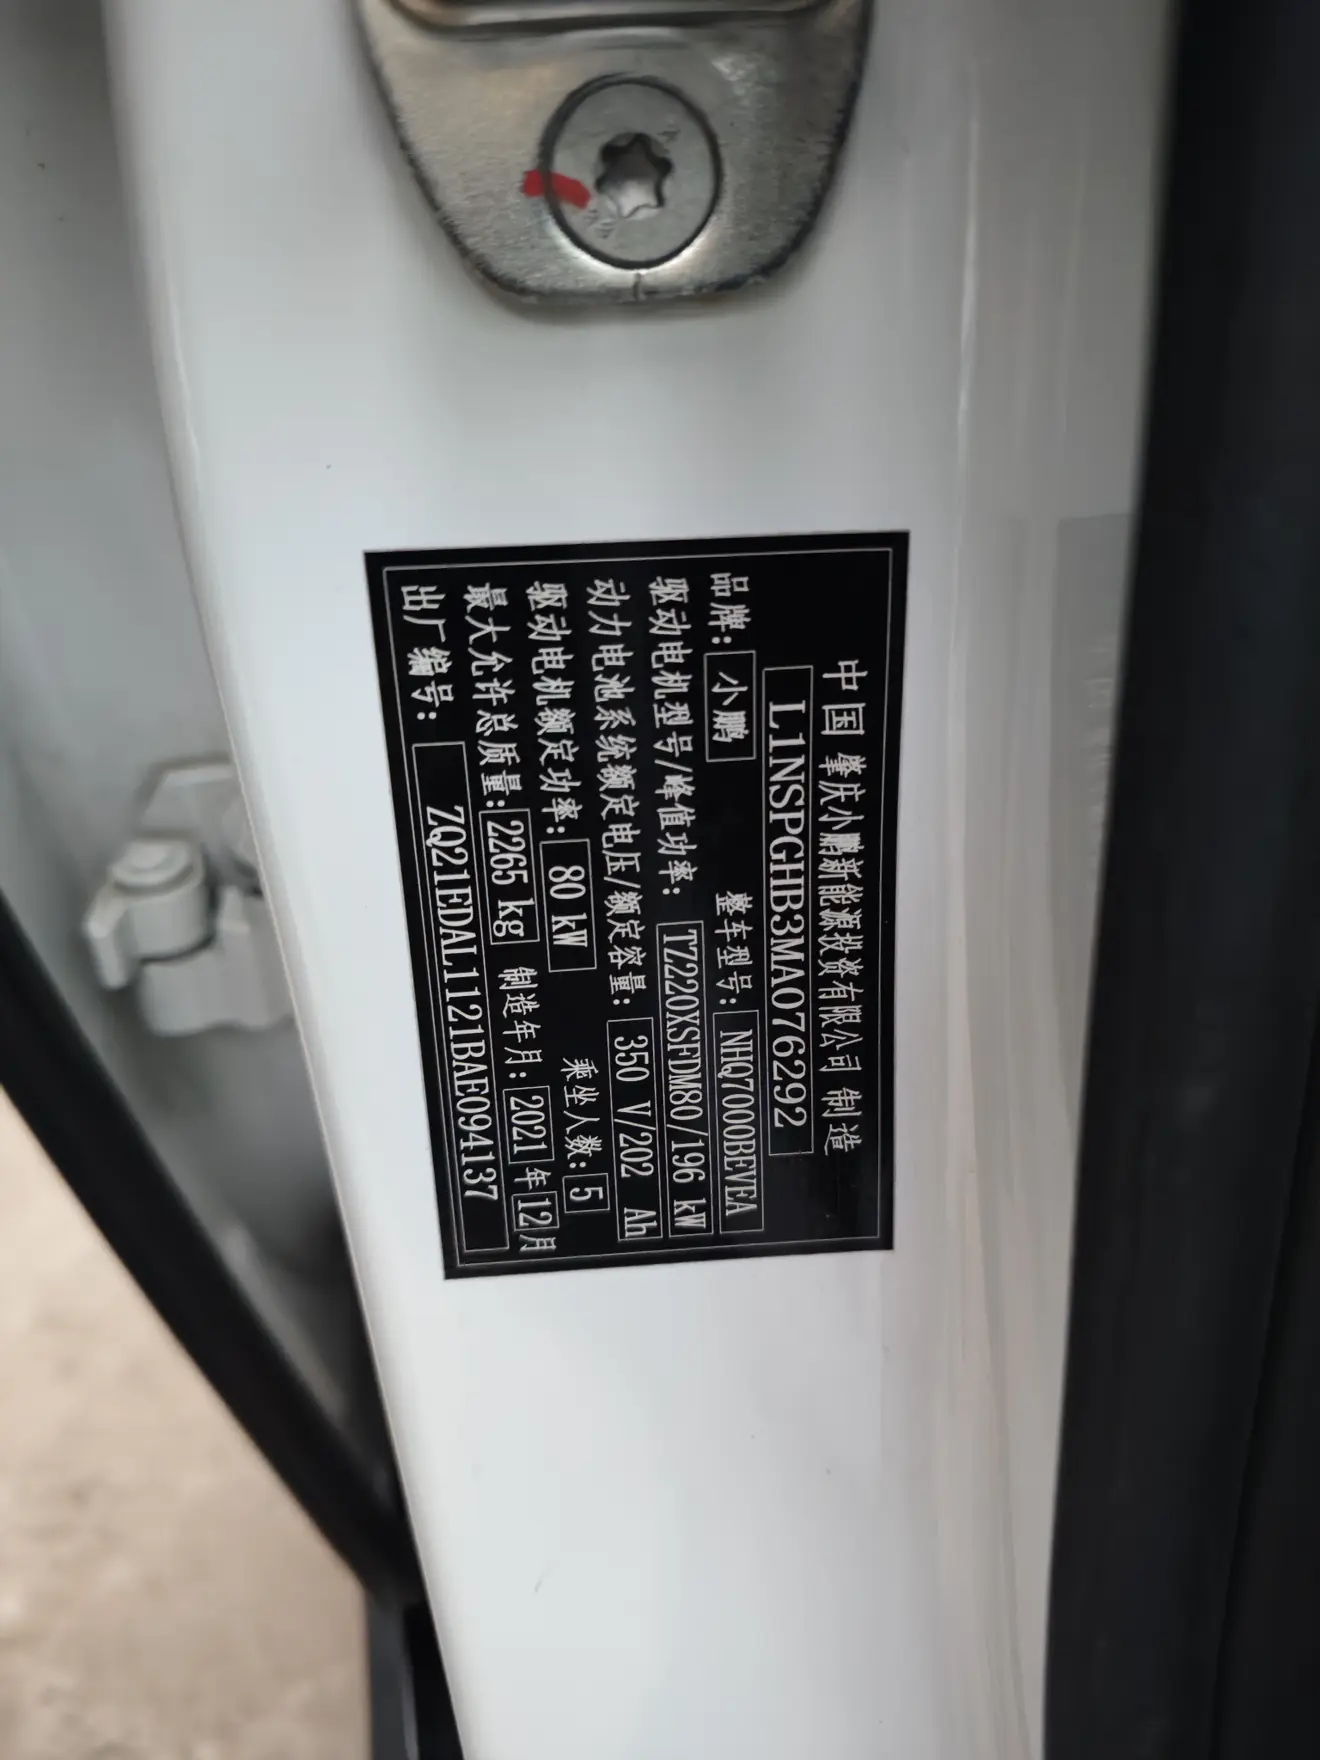 中国 肇庆小鹏新能源投资有限公司 制造
L1NSPGHB3MA076292
品牌: 小鹏 整车型号: NHQ7000BEVEA
驱动电机型号/峰值功率: TZ220XSFDM80/196 kW
动力电池系统额定电压/额定容量: 350 V/202 Ah
驱动电机额定功率: 80 kW 乘坐人数: 5
最大允许总质量: 2265 kg 制造年月: 2021 年 12 月
出厂编号: ZQ21EDAL1121BAE094137